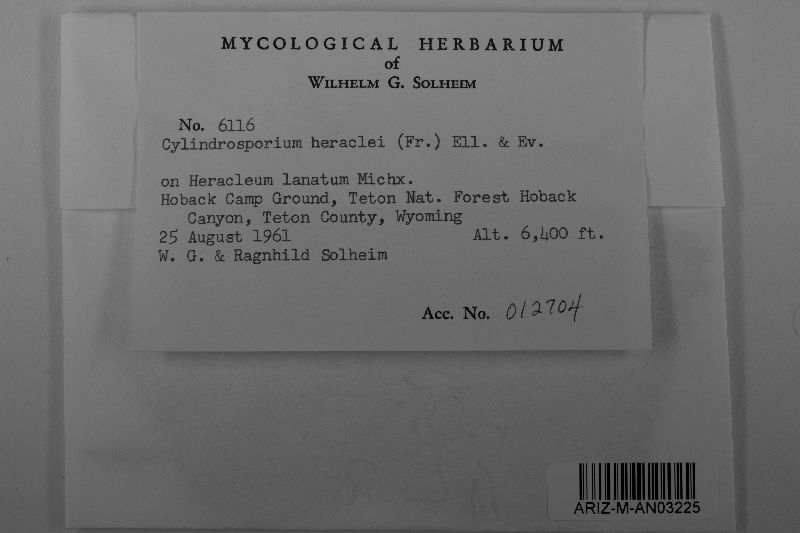 MYCOLOGICAL HERBARIUM
of
WILHELM G. SOLHEIM
No. 6116
Cylindrosporium heraclei (Fr.) Ell. & Ev.
on Heracleum lanatum Michx.
Hoback Camp Ground, Teton Nat. Forest Hoback
Canyon, Teton County, Wyoming
25 August 1961 Alt. 6,400 ft.
W. G. & Ragnhild Solheim
Acc. No. 012704
ARIZ-M-AN03225